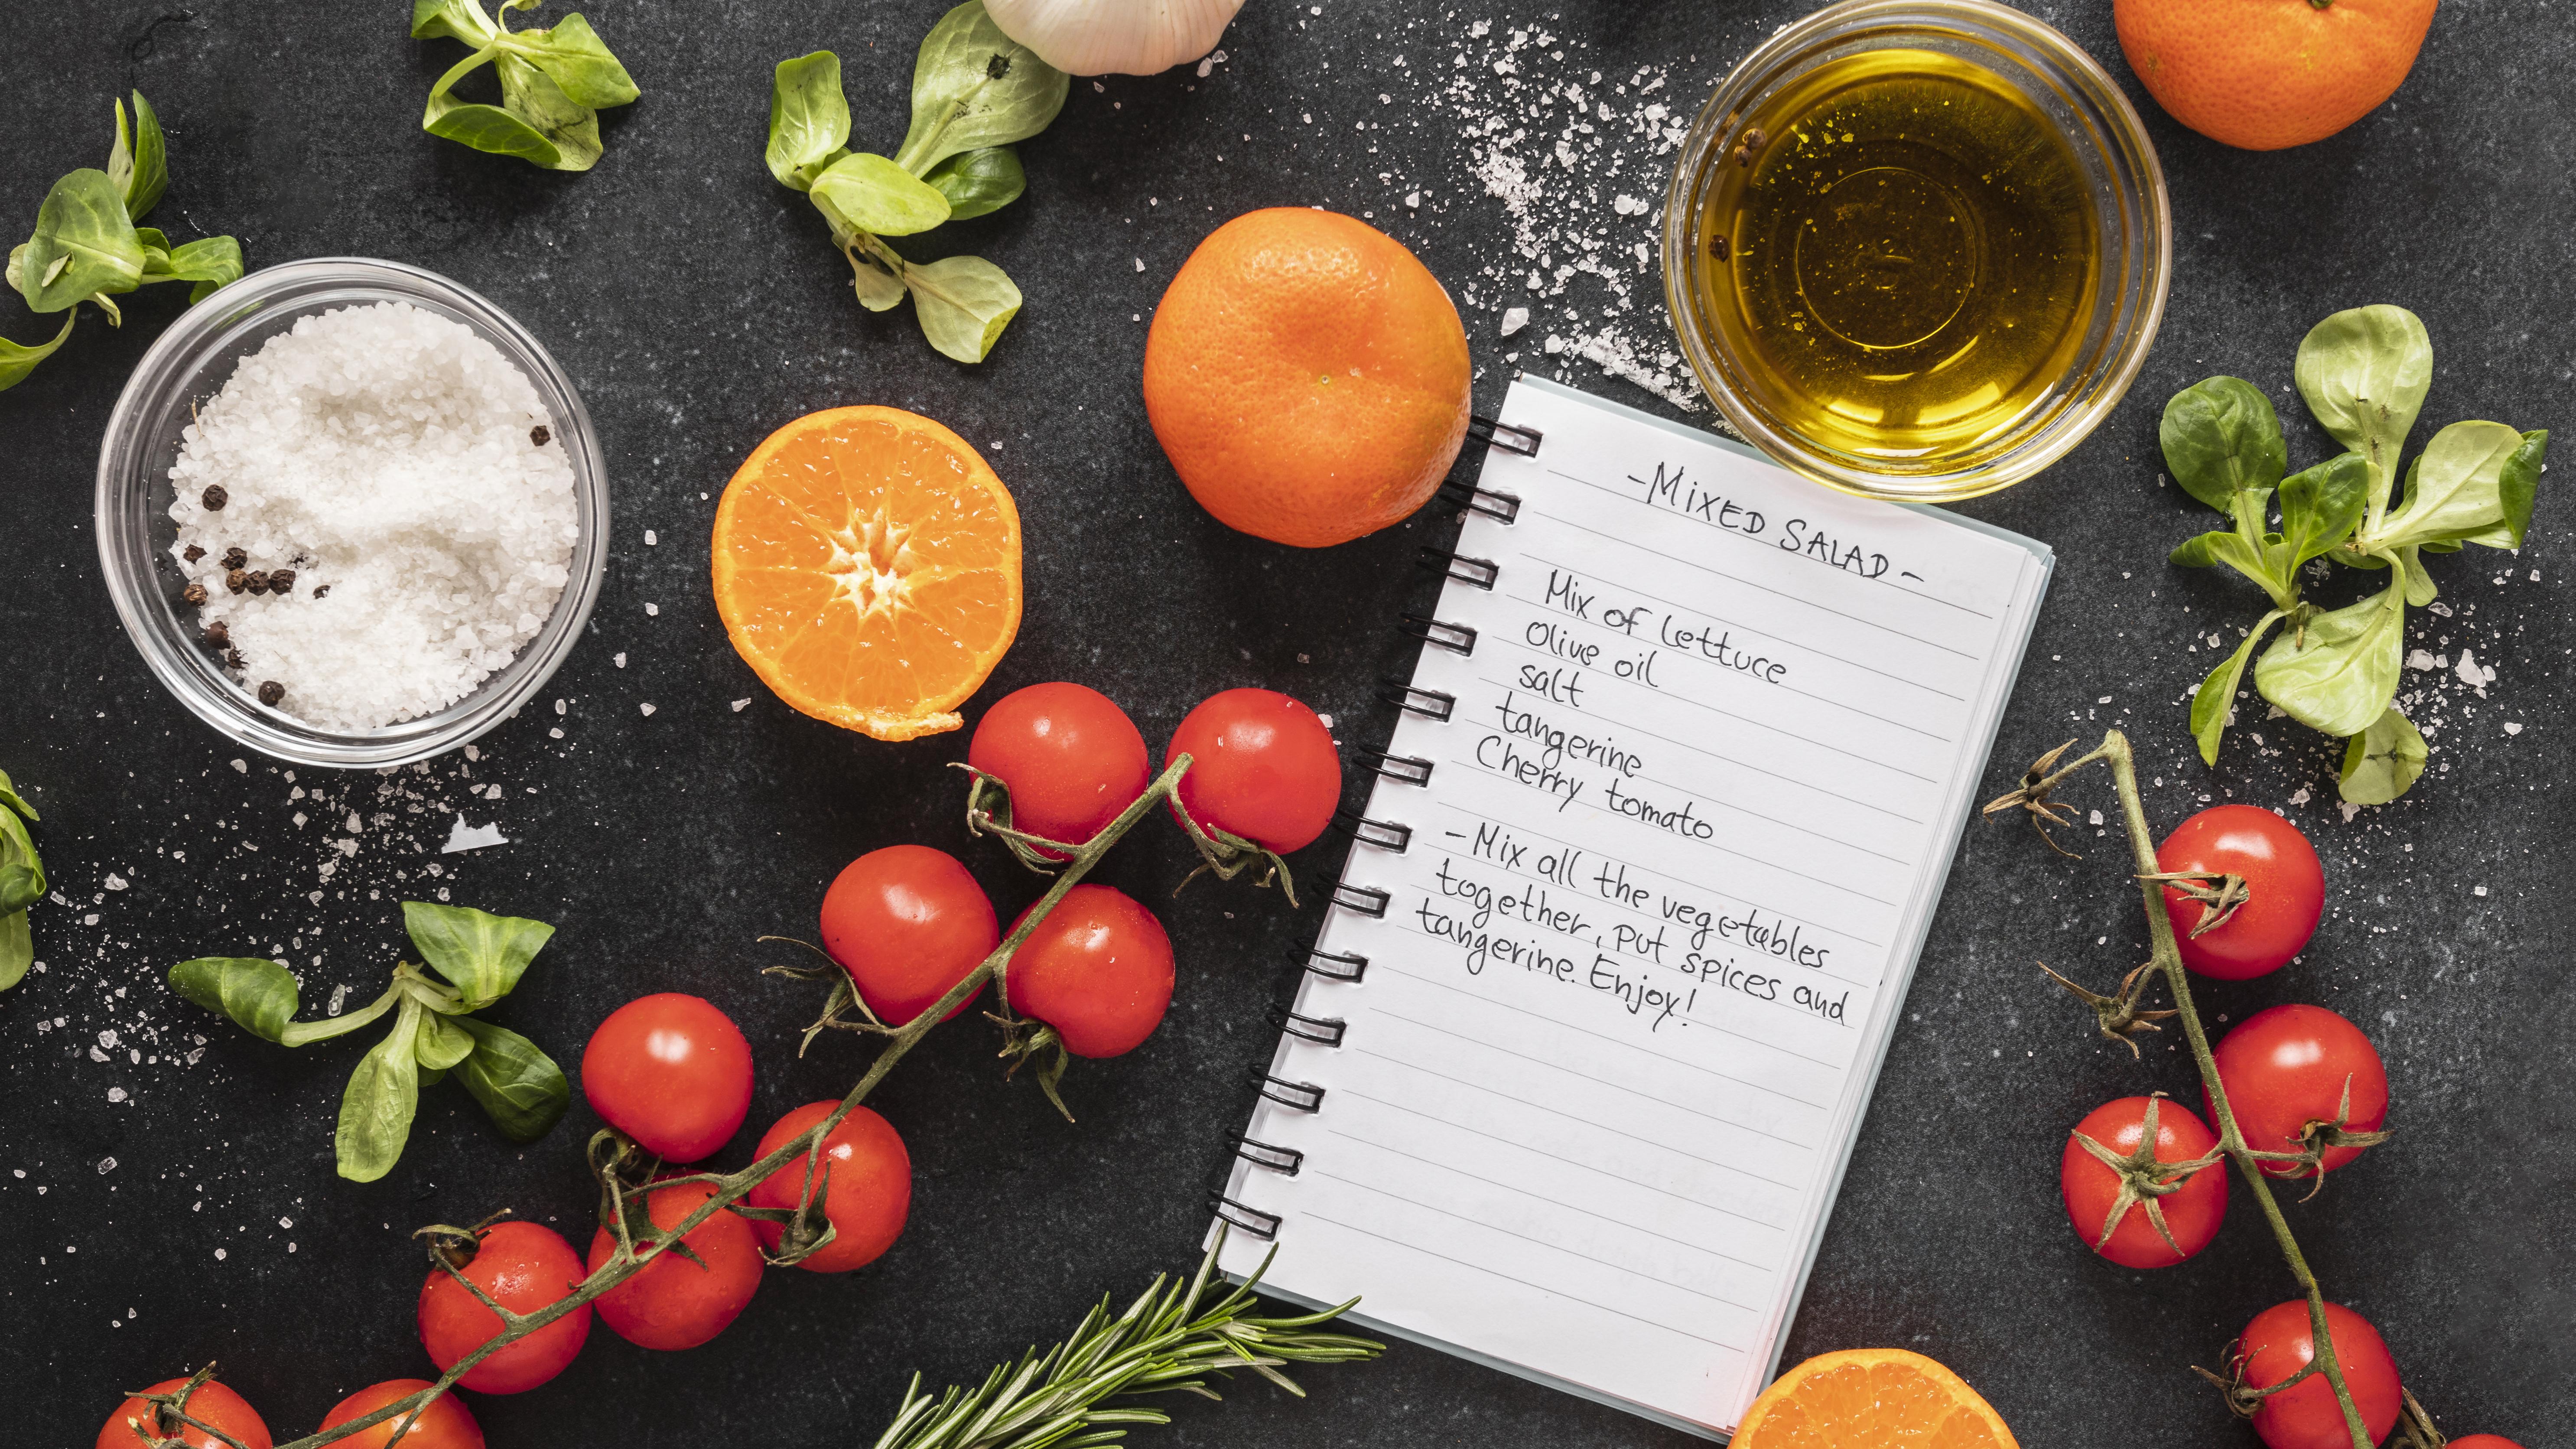 -MIXED SALAD-
Mix of lettuce
Olive oil
salt
tangerine
Cherry tomato
-Mix all the vegetables
together, put spices and
tangerine. Enjoy!